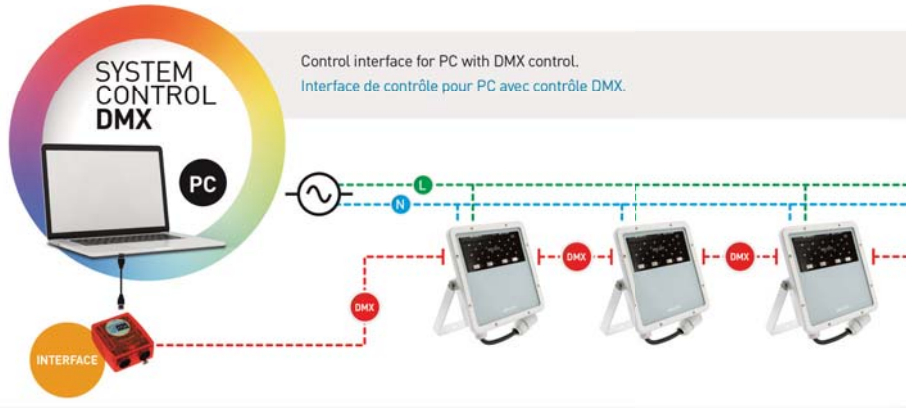 SYSTEM
CONTROL
DMX
PC
Control interface for PC with DMX control.
Interface de contrôle pour PC avec contrôle DMX.
L
N
DMX
DMX
DMX
INTERFACE